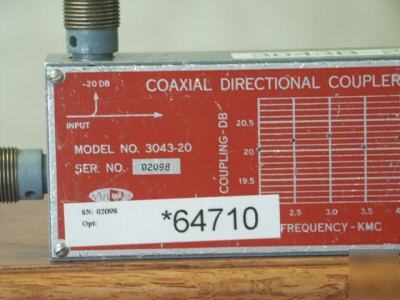 -20 DB
COAXIAL DIRECTIONAL COUPLER
INPUT
MODEL NO. 3043-20
SER. NO. 02098
COUPLING-DB
20.5
20
19.5
SN: 02098
Opt:
*64710
2.5 3.0 3.5
FREQUENCY - KMC